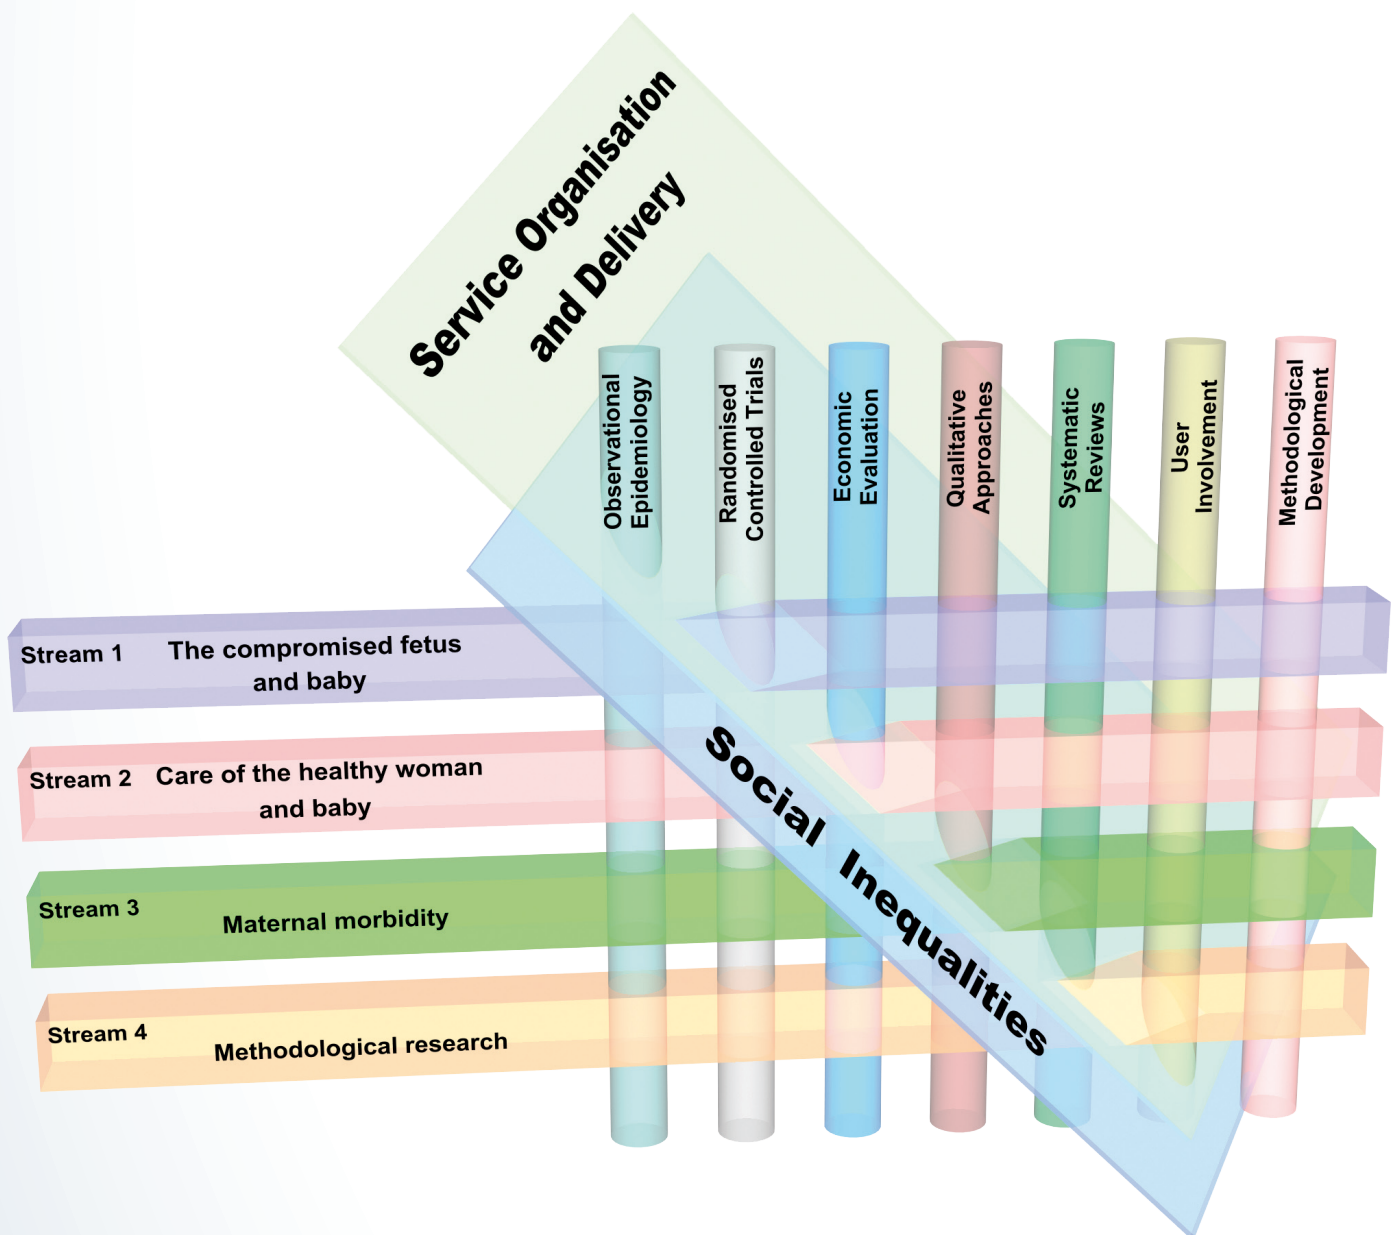 Service Organisation
and Delivery
Observational
Epidemiology
Randomised
Controlled Trials
Economic
Evaluation
Qualitative
Approaches
Systematic
Reviews
User
Involvement
Methodological
Development
Stream 1 The compromised fetus
and baby
Stream 2 Care of the healthy woman
and baby
Stream 3 Maternal morbidity
Stream 4 Methodological research
Social Inequalities